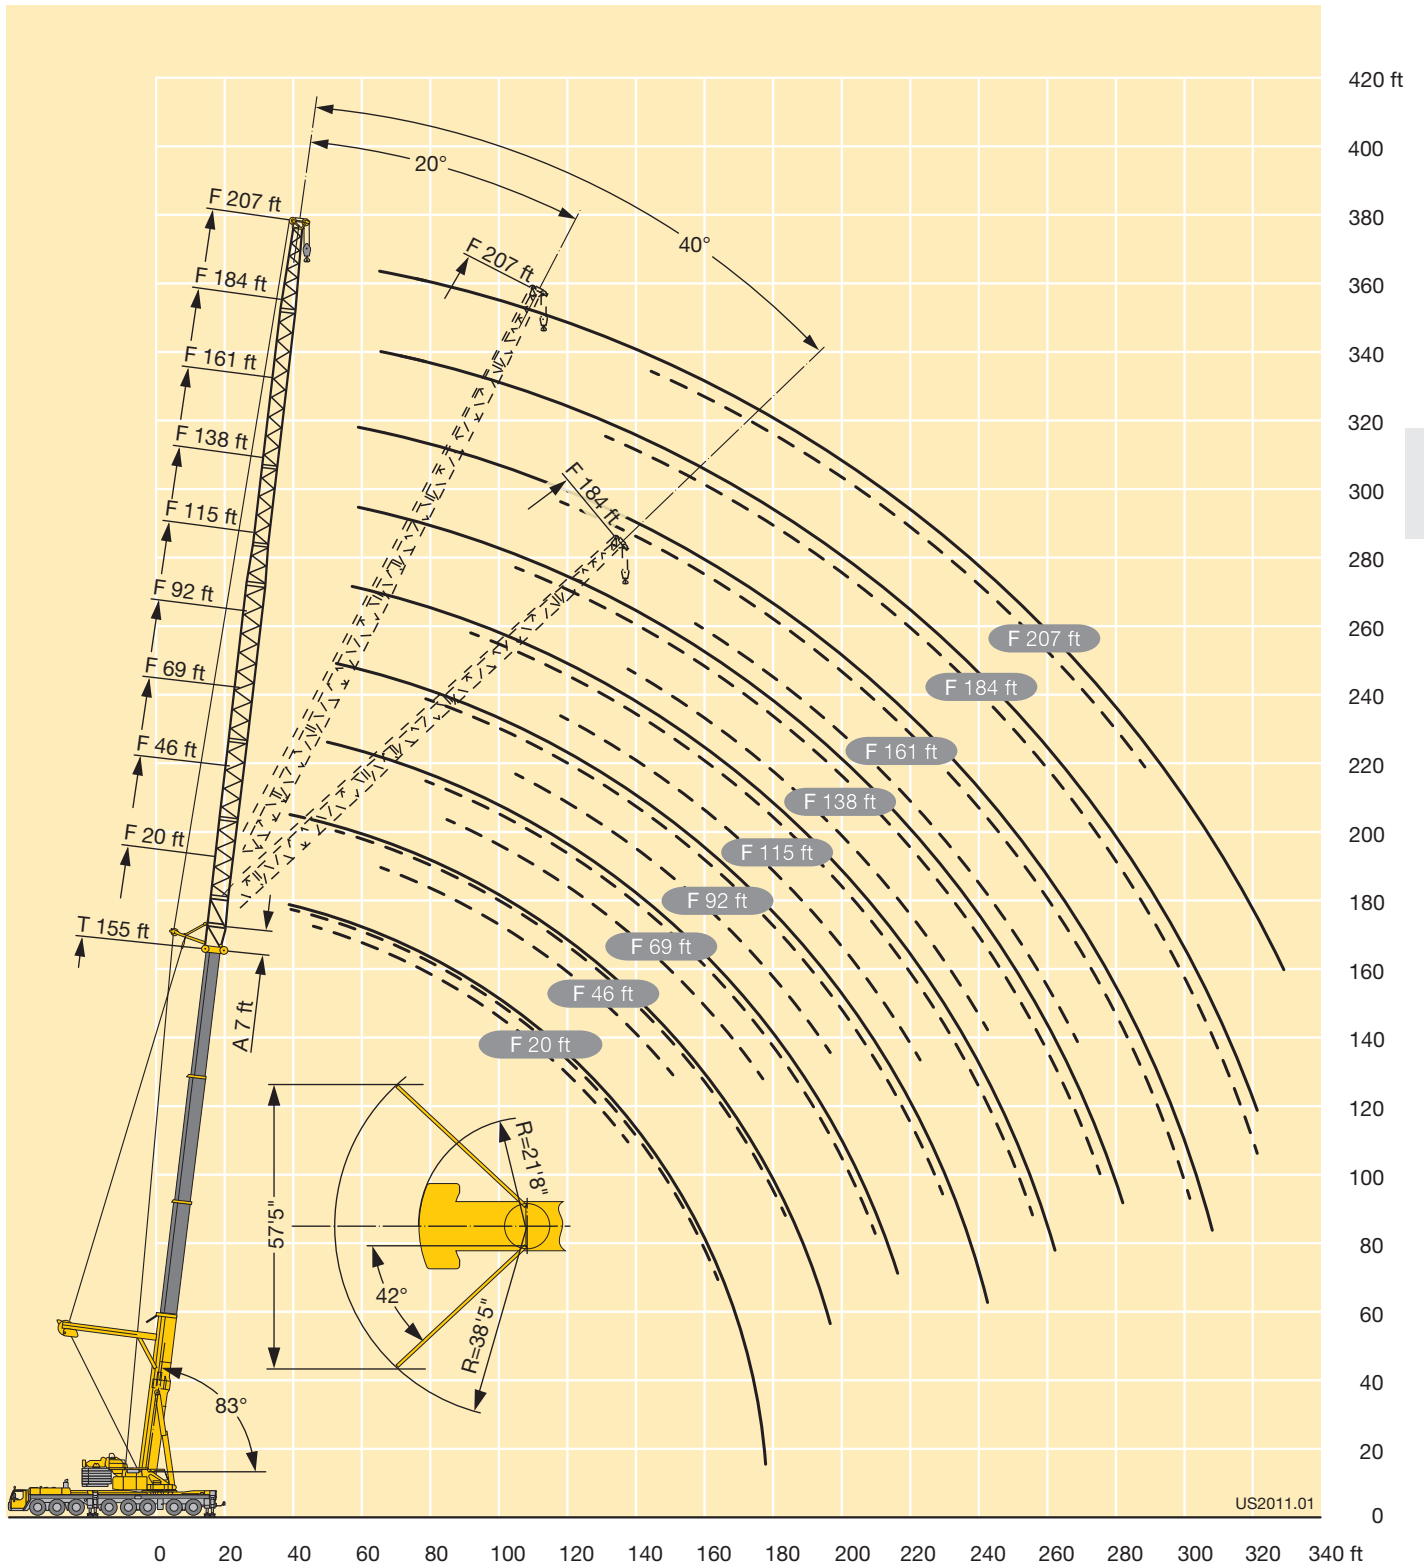 420 ft
400
380
360
340
320
300
280
260
240
220
200
180
160
140
120
100
80
60
40
20
0
20°
40°
F 207 ft
F 184 ft
F 161 ft
F 138 ft
F 115 ft
F 92 ft
F 69 ft
F 46 ft
F 20 ft
T 155 ft
A 7 ft
F 207 ft
F 184 ft
F 207 ft
F 184 ft
F 161 ft
F 138 ft
F 115 ft
F 92 ft
F 69 ft
F 46 ft
F 20 ft
57'5"
R=21'8"
42°
R=38'5"
83°
US2011.01
0 20 40 60 80 100 120 140 160 180 200 220 240 260 280 300 320 340 ft